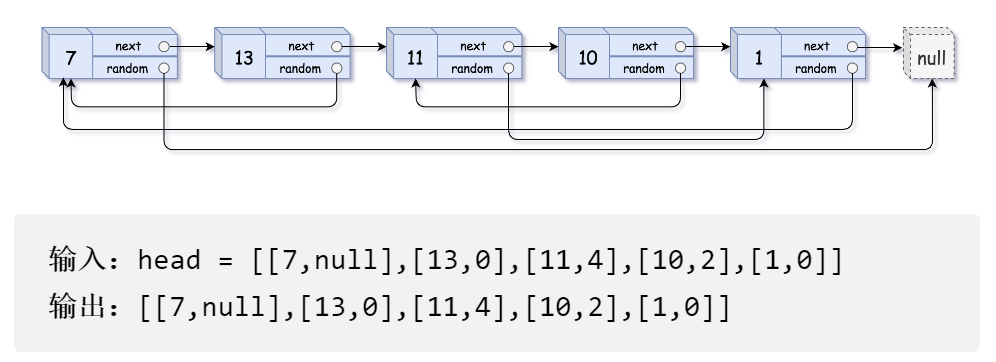 7 next random 13 next random 11 next random 10 next random 1 next random null
输入：head = [[7,null],[13,0],[11,4],[10,2],[1,0]]
输出：[[7,null],[13,0],[11,4],[10,2],[1,0]]